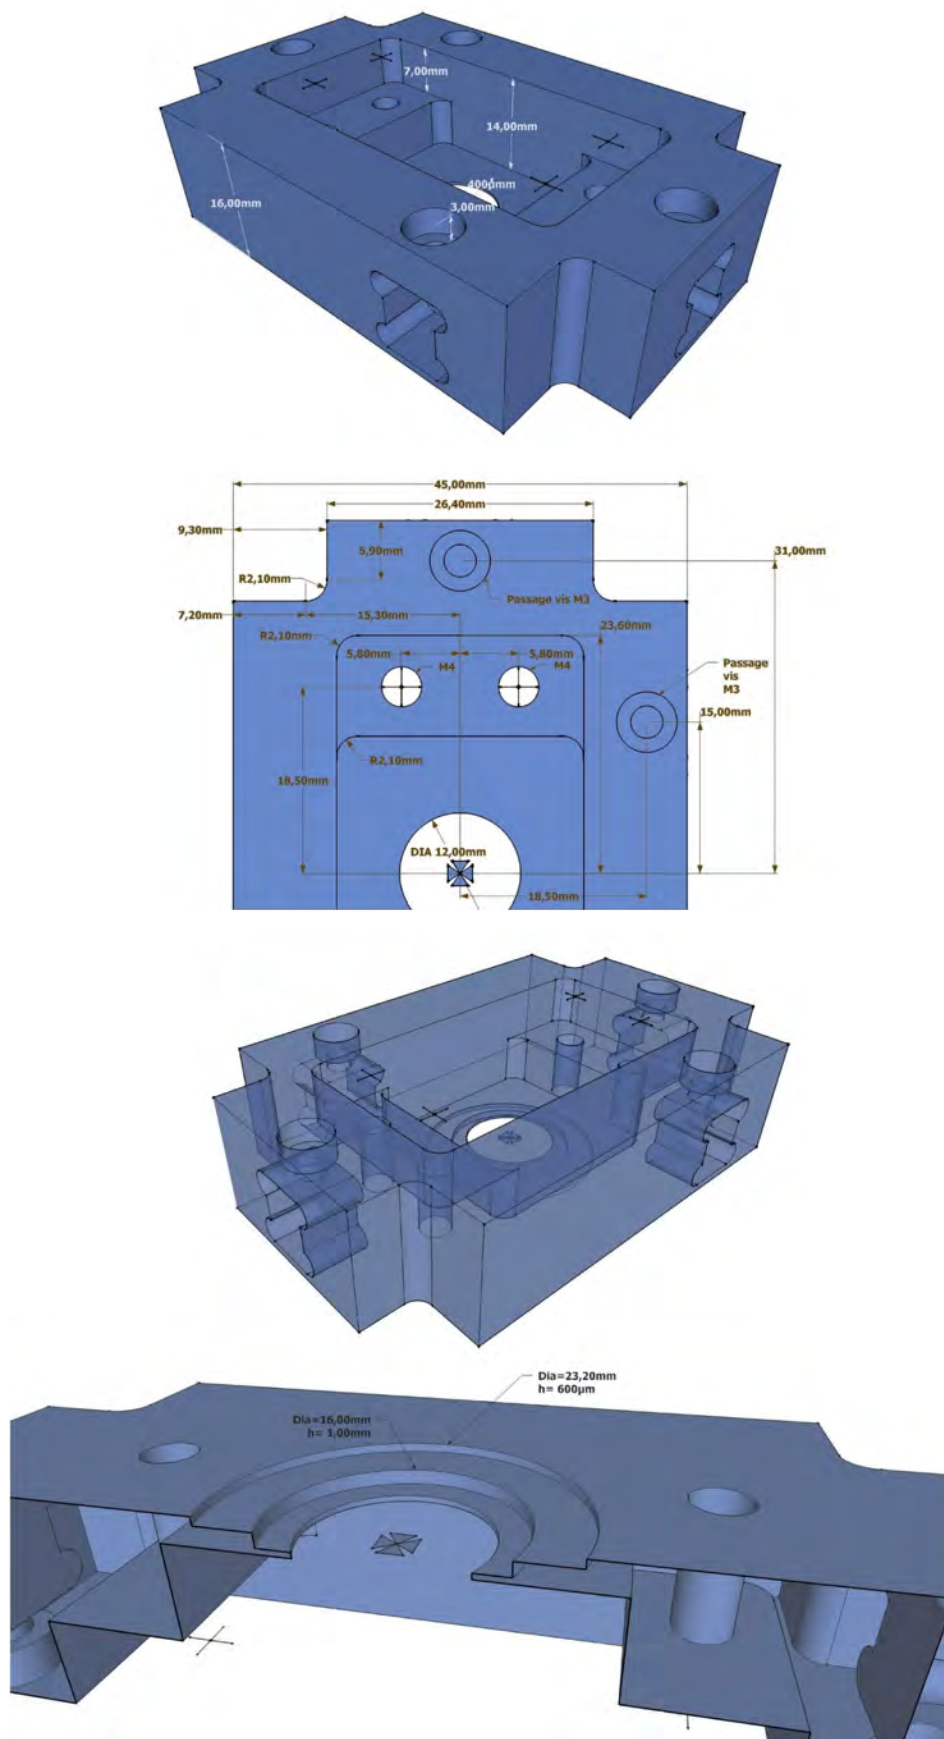 7,00mm
14,00mm
400µmm
16,00mm
3,00mm
45,00mm
26,40mm
9,30mm
5,90mm
31,00mm
R2,10mm
Passage vis M3
7,20mm
15,30mm
23,60mm
R2,10mm
5,80mm
5,80mm
M4
M4
Passage
vis
M3
15,00mm
R2,10mm
18,50mm
DIA 12,00mm
18,50mm
Dia=23,20mm
h= 600µm
Dia=16,00mm
h= 1,00mm